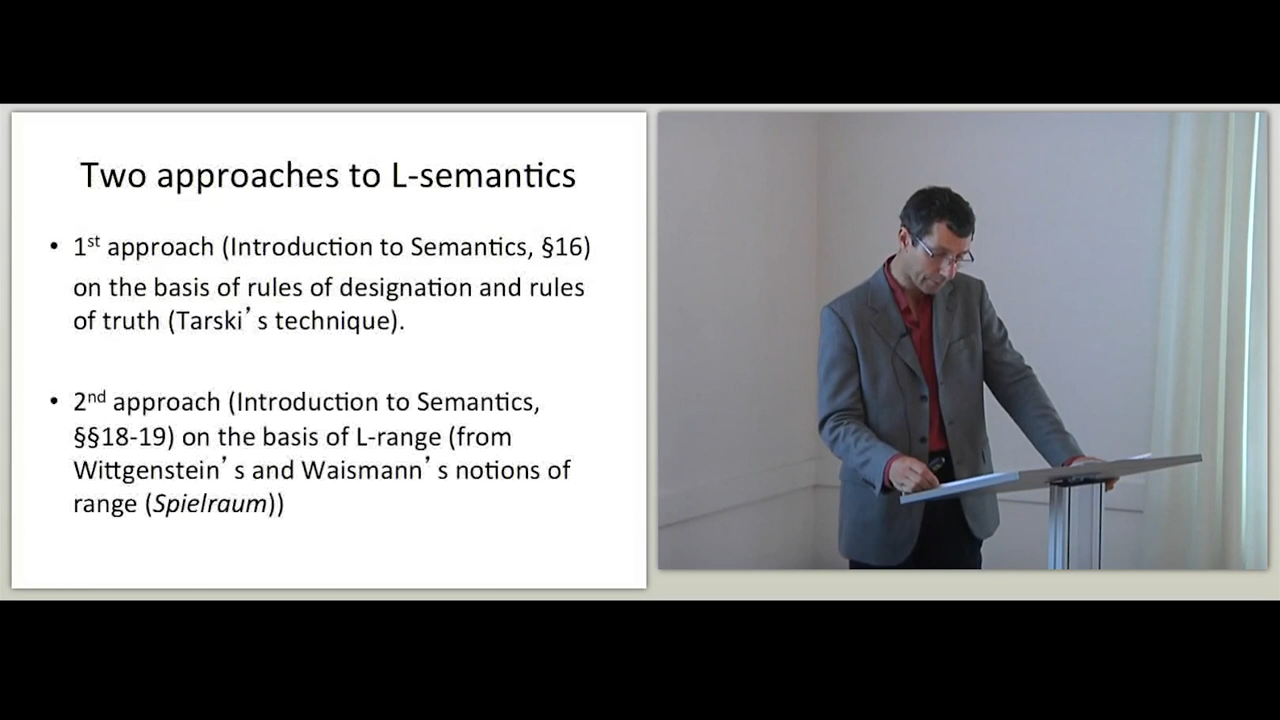 Two approaches to L-semantics
• 1st approach (Introduction to Semantics, §16)
on the basis of rules of designation and rules
of truth (Tarski’s technique).
• 2nd approach (Introduction to Semantics,
§§18-19) on the basis of L-range (from
Wittgenstein’s and Waismann’s notions of
range (Spielraum))